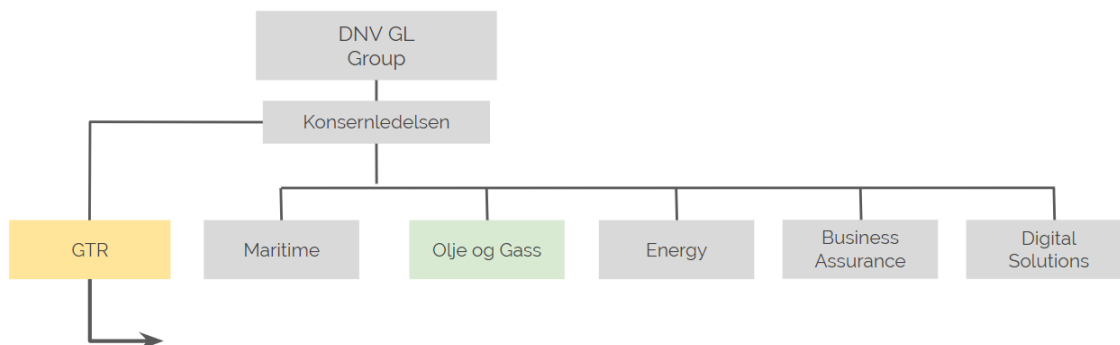 DNV GL
Group
Konsernledelsen
GTR
Maritime
Olje og Gass
Energy
Business
Assurance
Digital
Solutions